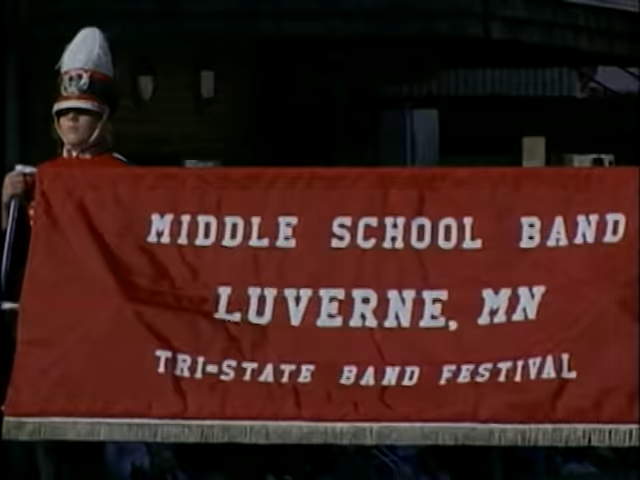 MIDDLE SCHOOL BAND
LUVERNE, MN
TRI-STATE BAND FESTIVAL